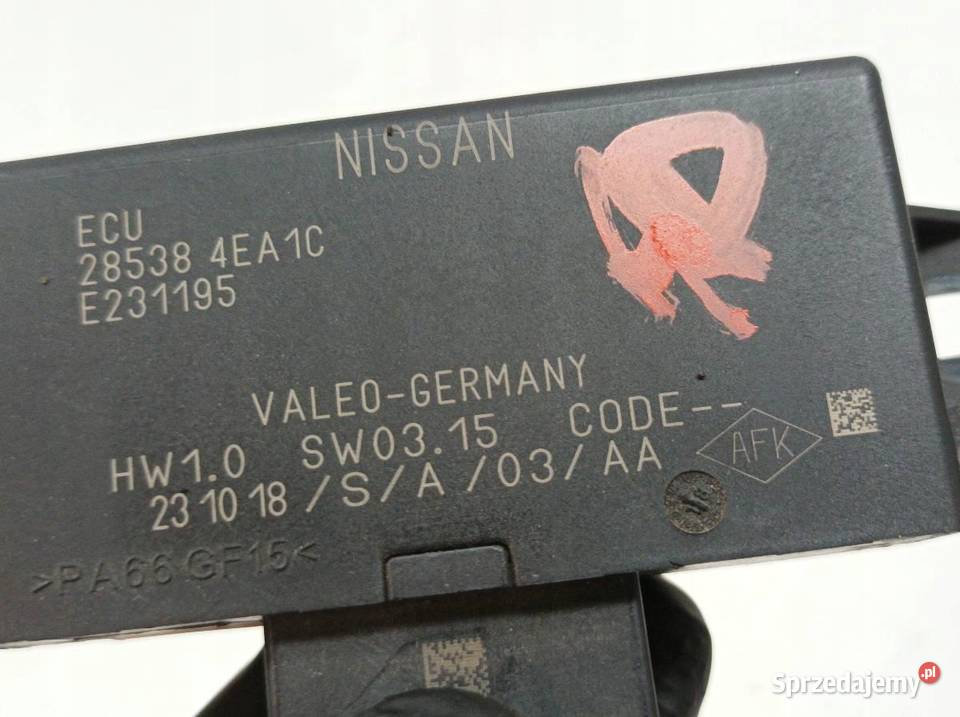 NISSAN
ECU
28538 4EA1C
E231195
VALEO-GERMANY
HW1.0 SW03.15 CODE--
23 10 18 /S/A/03/AA
AFK
>PA66 GF15<
Sprzedajemy.pl